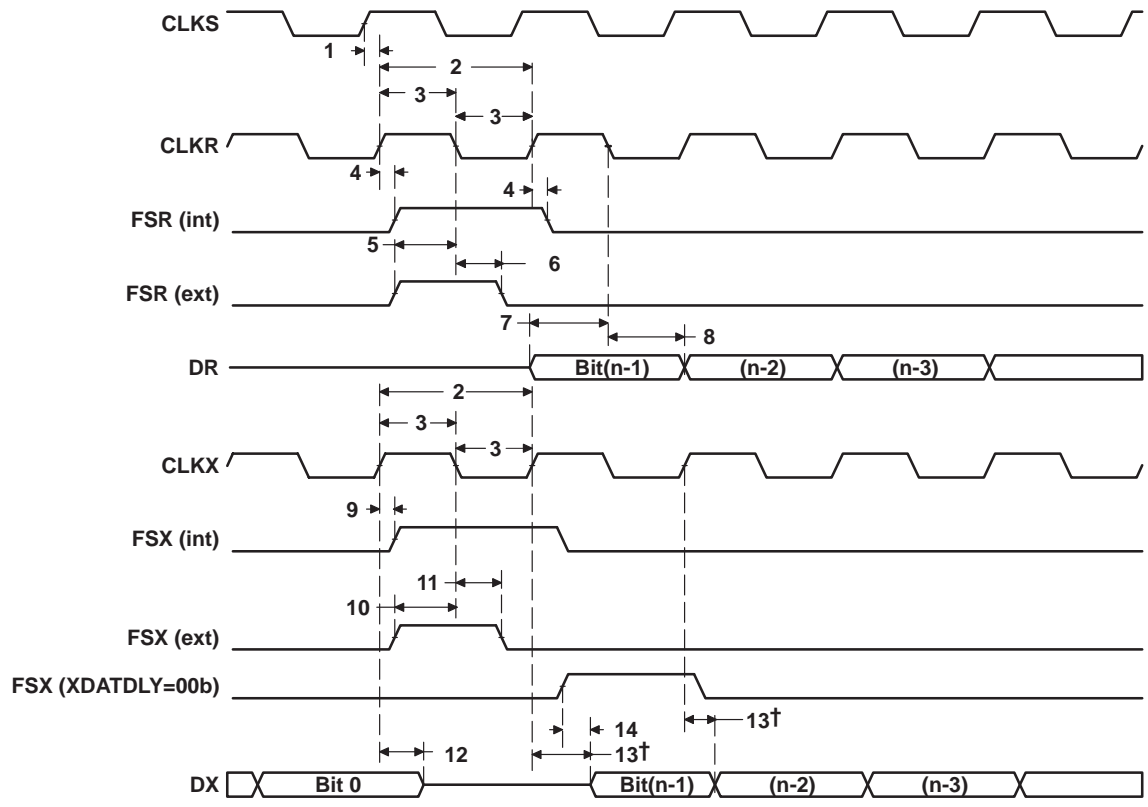 CLKS
1
2
3
3
CLKR
4
4
FSR (int)
5
6
FSR (ext)
7
8
DR Bit(n-1) (n-2) (n-3)
2
3
3
CLKX
9
FSX (int)
11
10
FSX (ext)
FSX (XDATDLY=00b)
14
13†
12
13†
DX Bit 0 Bit(n-1) (n-2) (n-3)